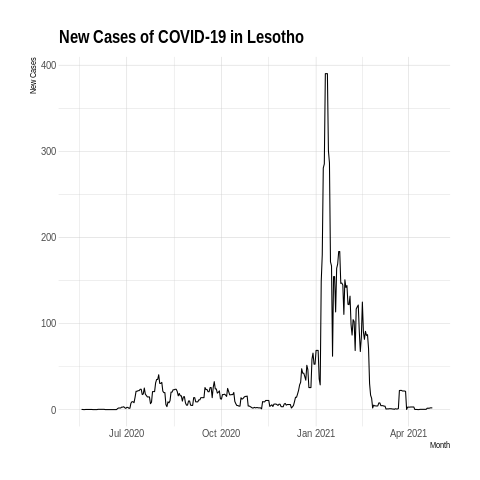 New Cases of COVID-19 in Lesotho
New Cases
400
300
200
100
0
Jul 2020
Oct 2020
Jan 2021
Apr 2021
Month